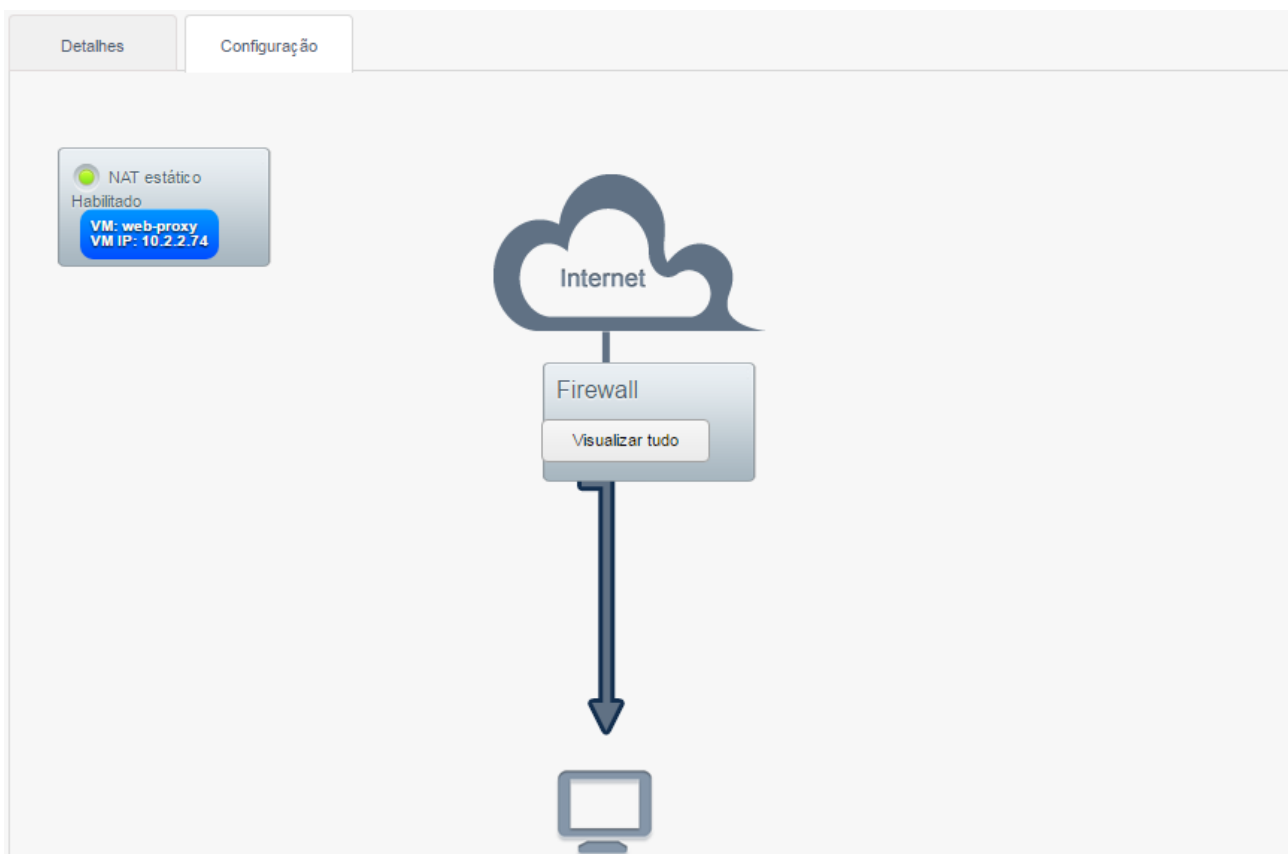 Detalhes
Configuração
NAT estático
Habilitado
VM: web-proxy
VM IP: 10.2.2.74
Internet
Firewall
Visualizar tudo